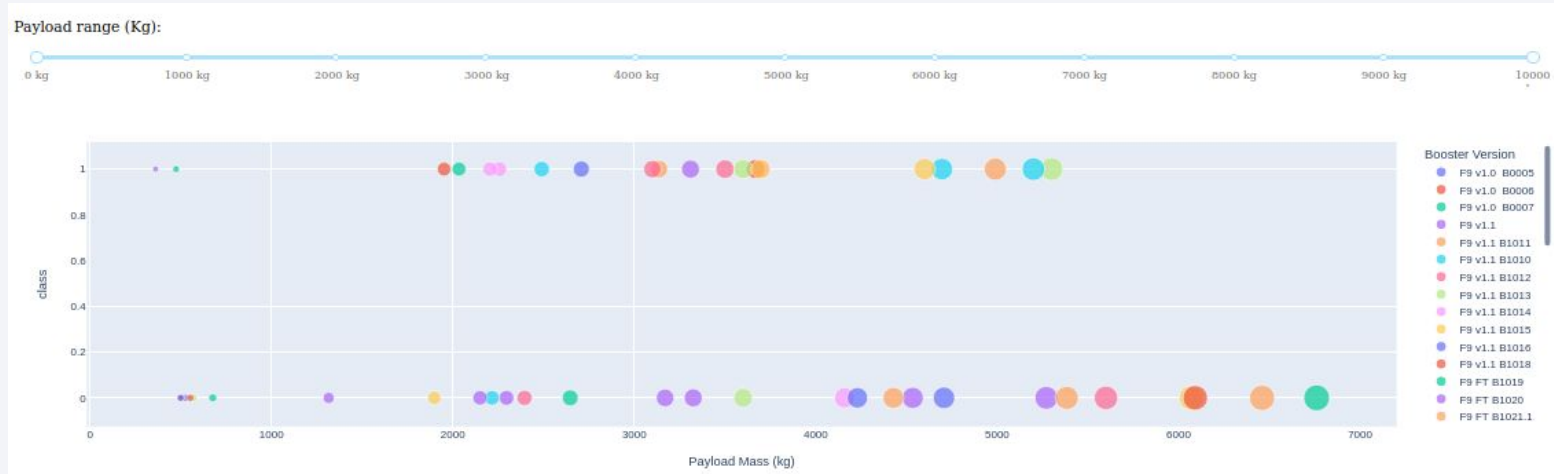 Payload range (Kg):
0 kg 1000 kg 2000 kg 3000 kg 4000 kg 5000 kg 6000 kg 7000 kg 8000 kg 9000 kg 10000
class
1
0.8
0.6
0.4
0.2
0
0 1000 2000 3000 4000 5000 6000 7000
Payload Mass (kg)
Booster Version
F9 v1.0  B0005
F9 v1.0  B0006
F9 v1.0  B0007
F9 v1.1
F9 v1.1 B1011
F9 v1.1 B1010
F9 v1.1 B1012
F9 v1.1 B1013
F9 v1.1 B1014
F9 v1.1 B1015
F9 v1.1 B1016
F9 v1.1 B1018
F9 FT B1019
F9 FT B1020
F9 FT B1021.1